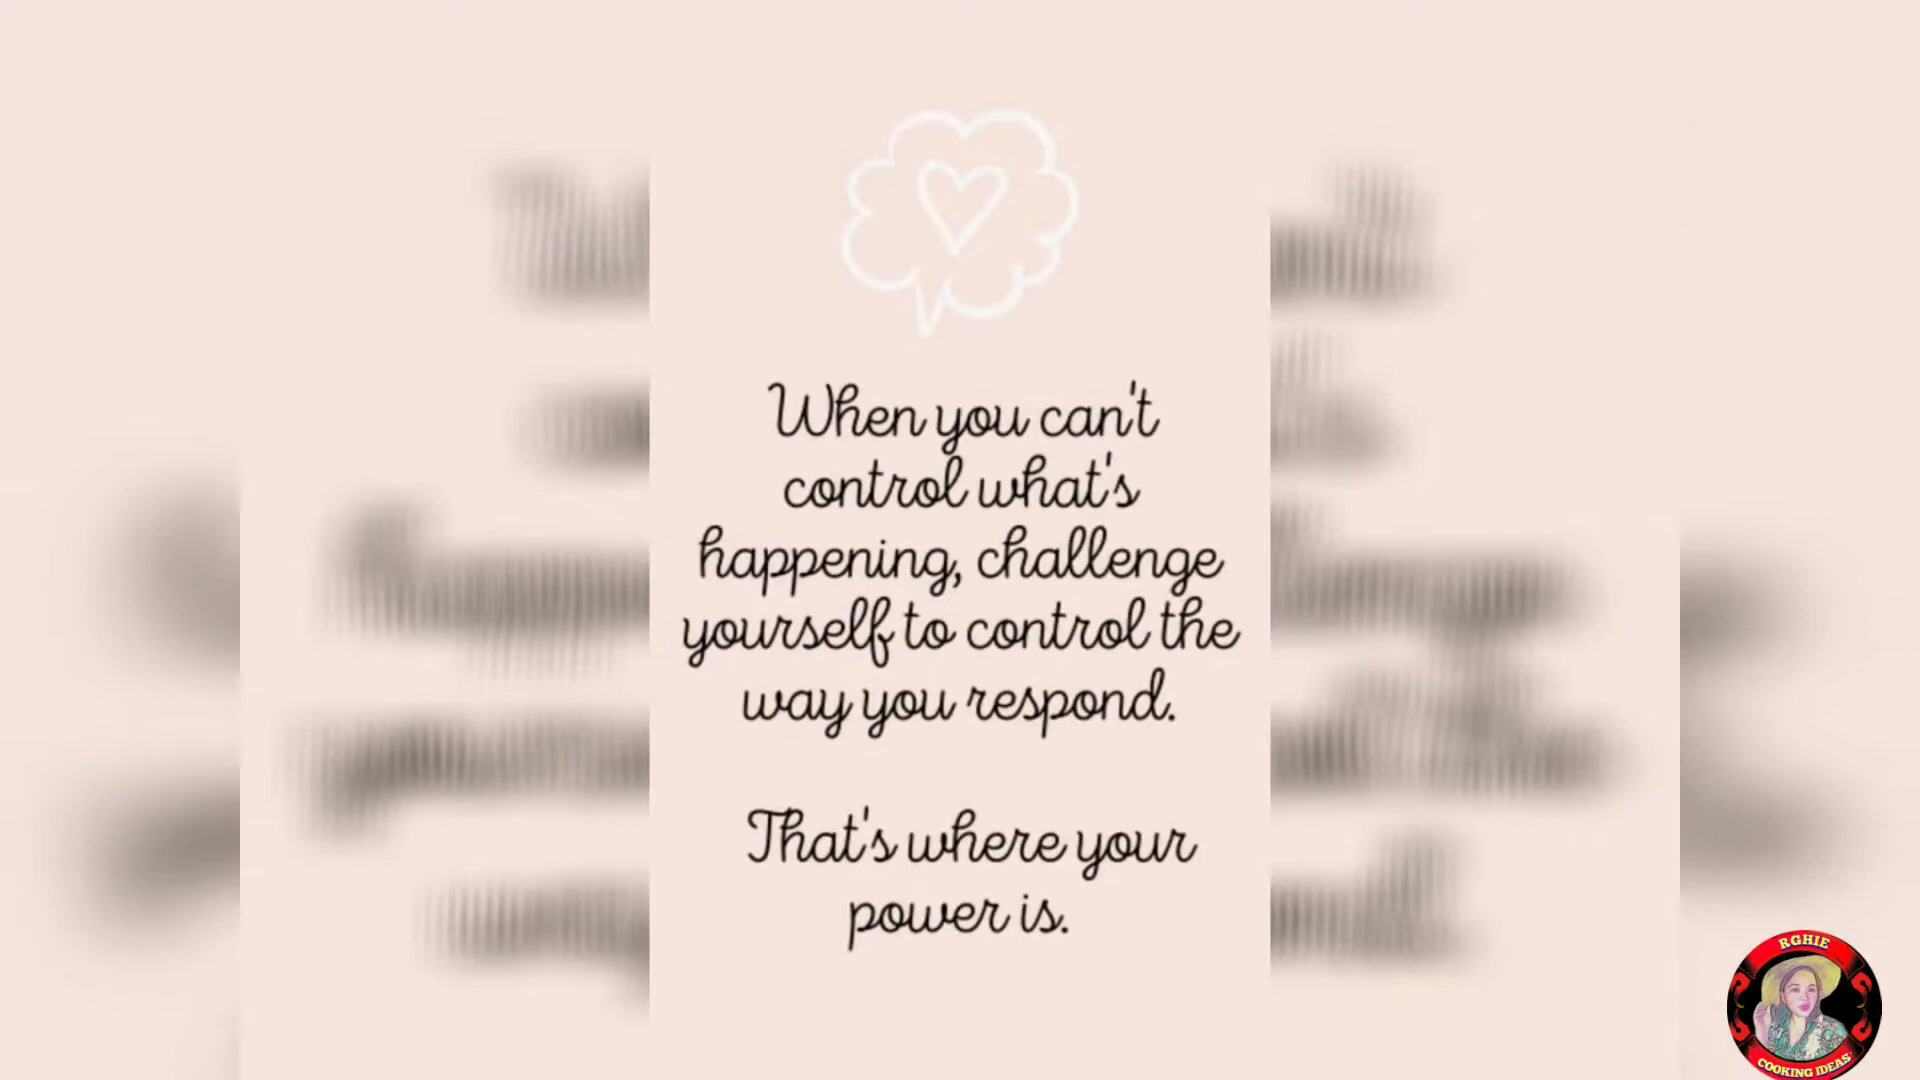 When you can't
control what's
happening, challenge
yourself to control the
way you respond.
That's where your
power is.
RGHIE
COOKING IDEAS